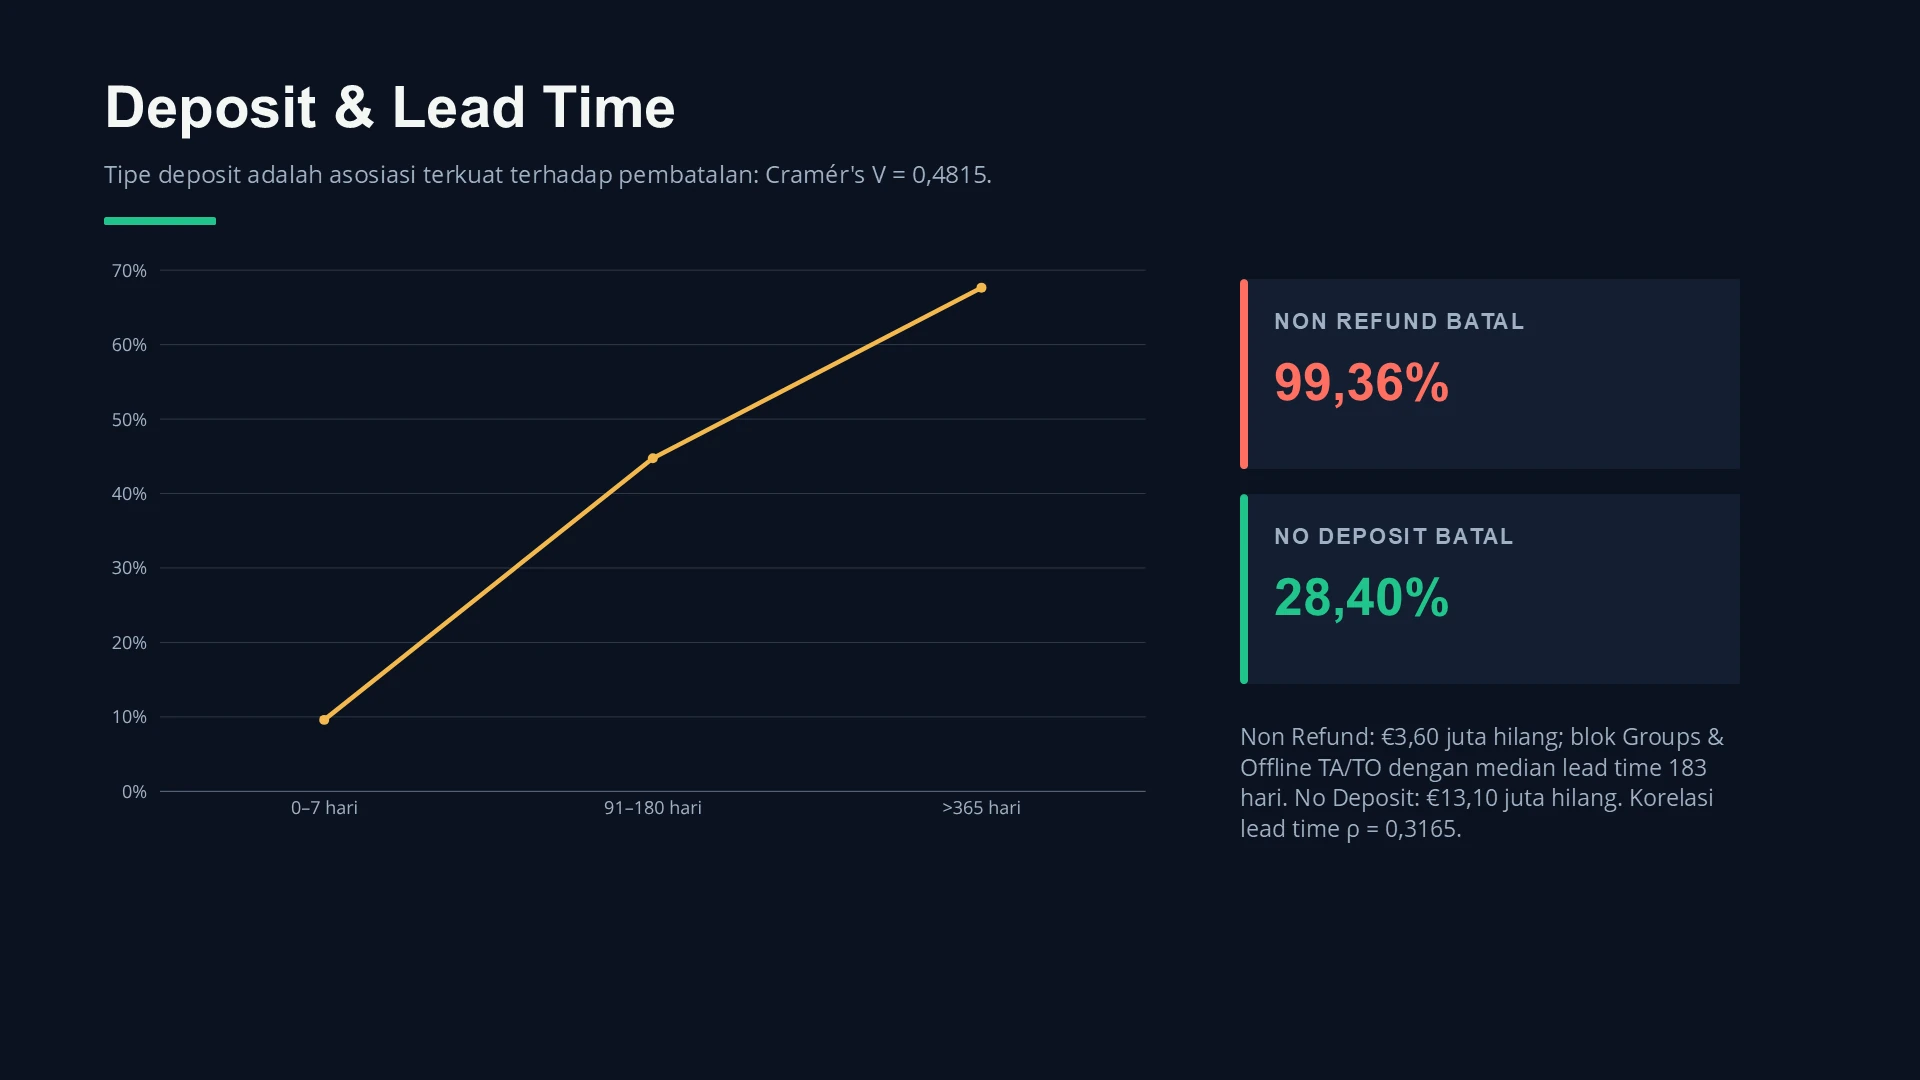 Deposit & Lead Time
Tipe deposit adalah asosiasi terkuat terhadap pembatalan: Cramér's V = 0,4815.
70%
60%
50%
40%
30%
20%
10%
0%
0–7 hari
91–180 hari
>365 hari
NON REFUND BATAL
99,36%
NO DEPOSIT BATAL
28,40%
Non Refund: €3,60 juta hilang; blok Groups &
Offline TA/TO dengan median lead time 183
hari. No Deposit: €13,10 juta hilang. Korelasi
lead time ρ = 0,3165.